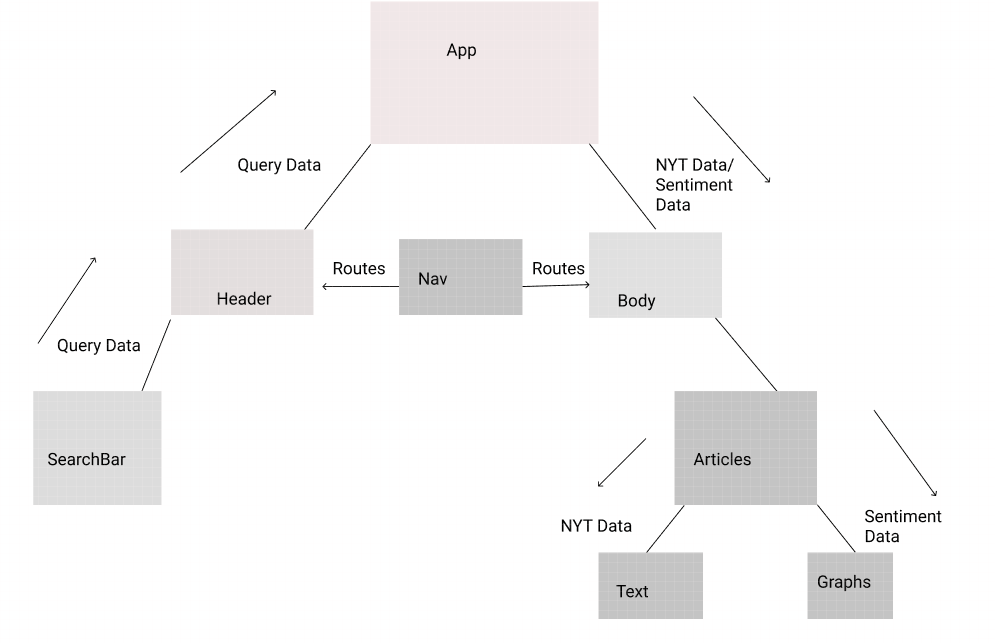 App
Query Data
NYT Data/
Sentiment
Data
Routes
Nav
Routes
Header
Body
Query Data
SearchBar
Articles
NYT Data
Sentiment
Data
Text
Graphs